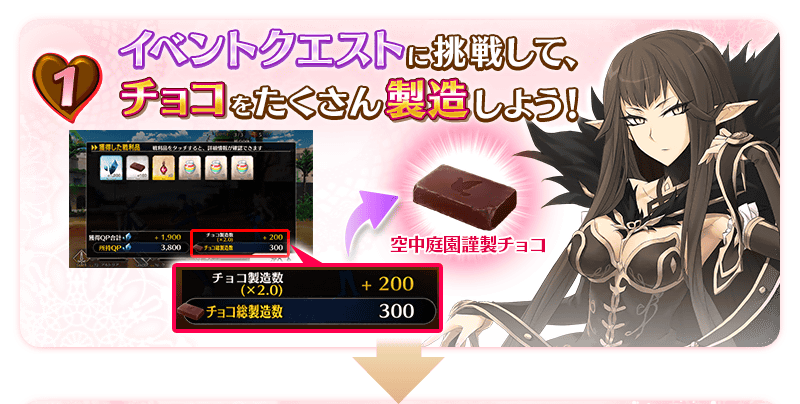 1
イベントクエストに挑戦して、
チョコをたくさん製造しよう!
獲得した戦利品
戦利品をタッチすると、詳細情報が確認できます
獲得QP合計 + 1,900
所持QP 3,800
チョコ製造数
(×2.0) + 200
チョコ総製造数 300
空中庭園謹製チョコ
チョコ製造数
(×2.0) + 200
チョコ総製造数 300